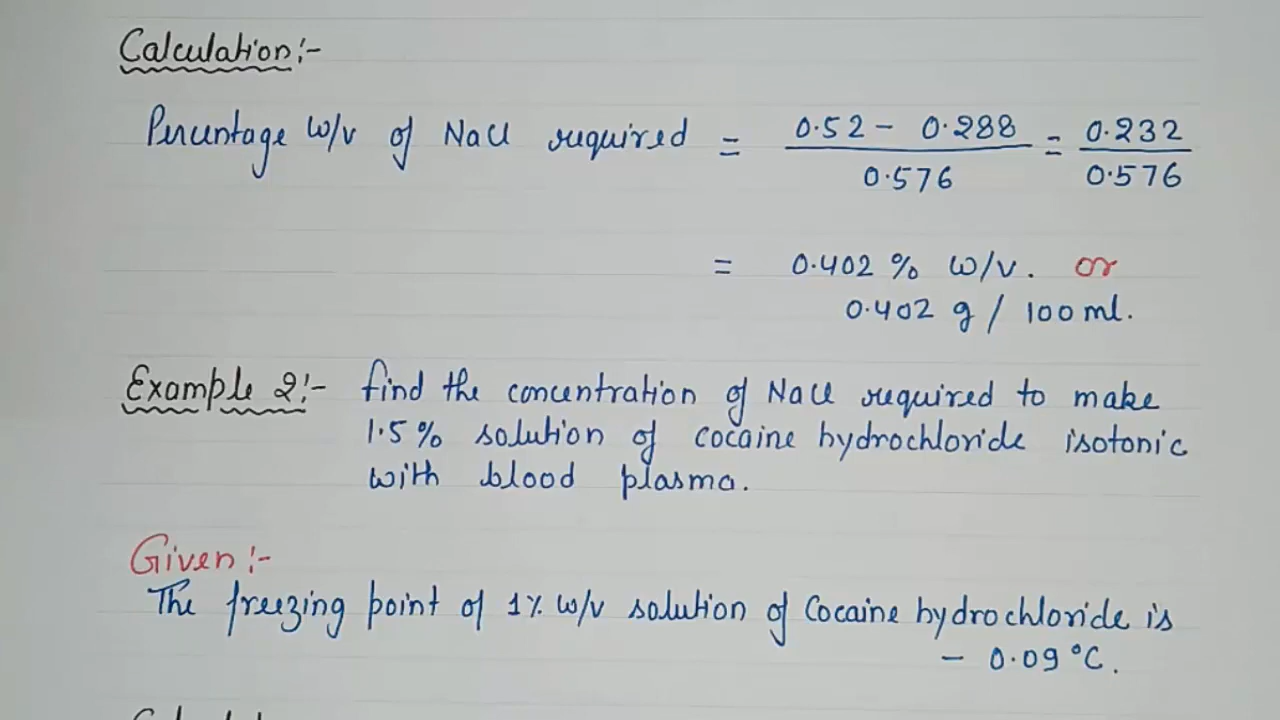 Calculation:-
Percentage w/v of NaCl required = 0.52 - 0.288 / 0.576 = 0.232 / 0.576
= 0.402 % w/v. or
0.402 g / 100 ml.
Example 2:- find the concentration of NaCl required to make
1.5% solution of cocaine hydrochloride isotonic
with blood plasma.
Given:-
The freezing point of 1% w/v solution of Cocaine hydrochloride is
- 0.09 °C.